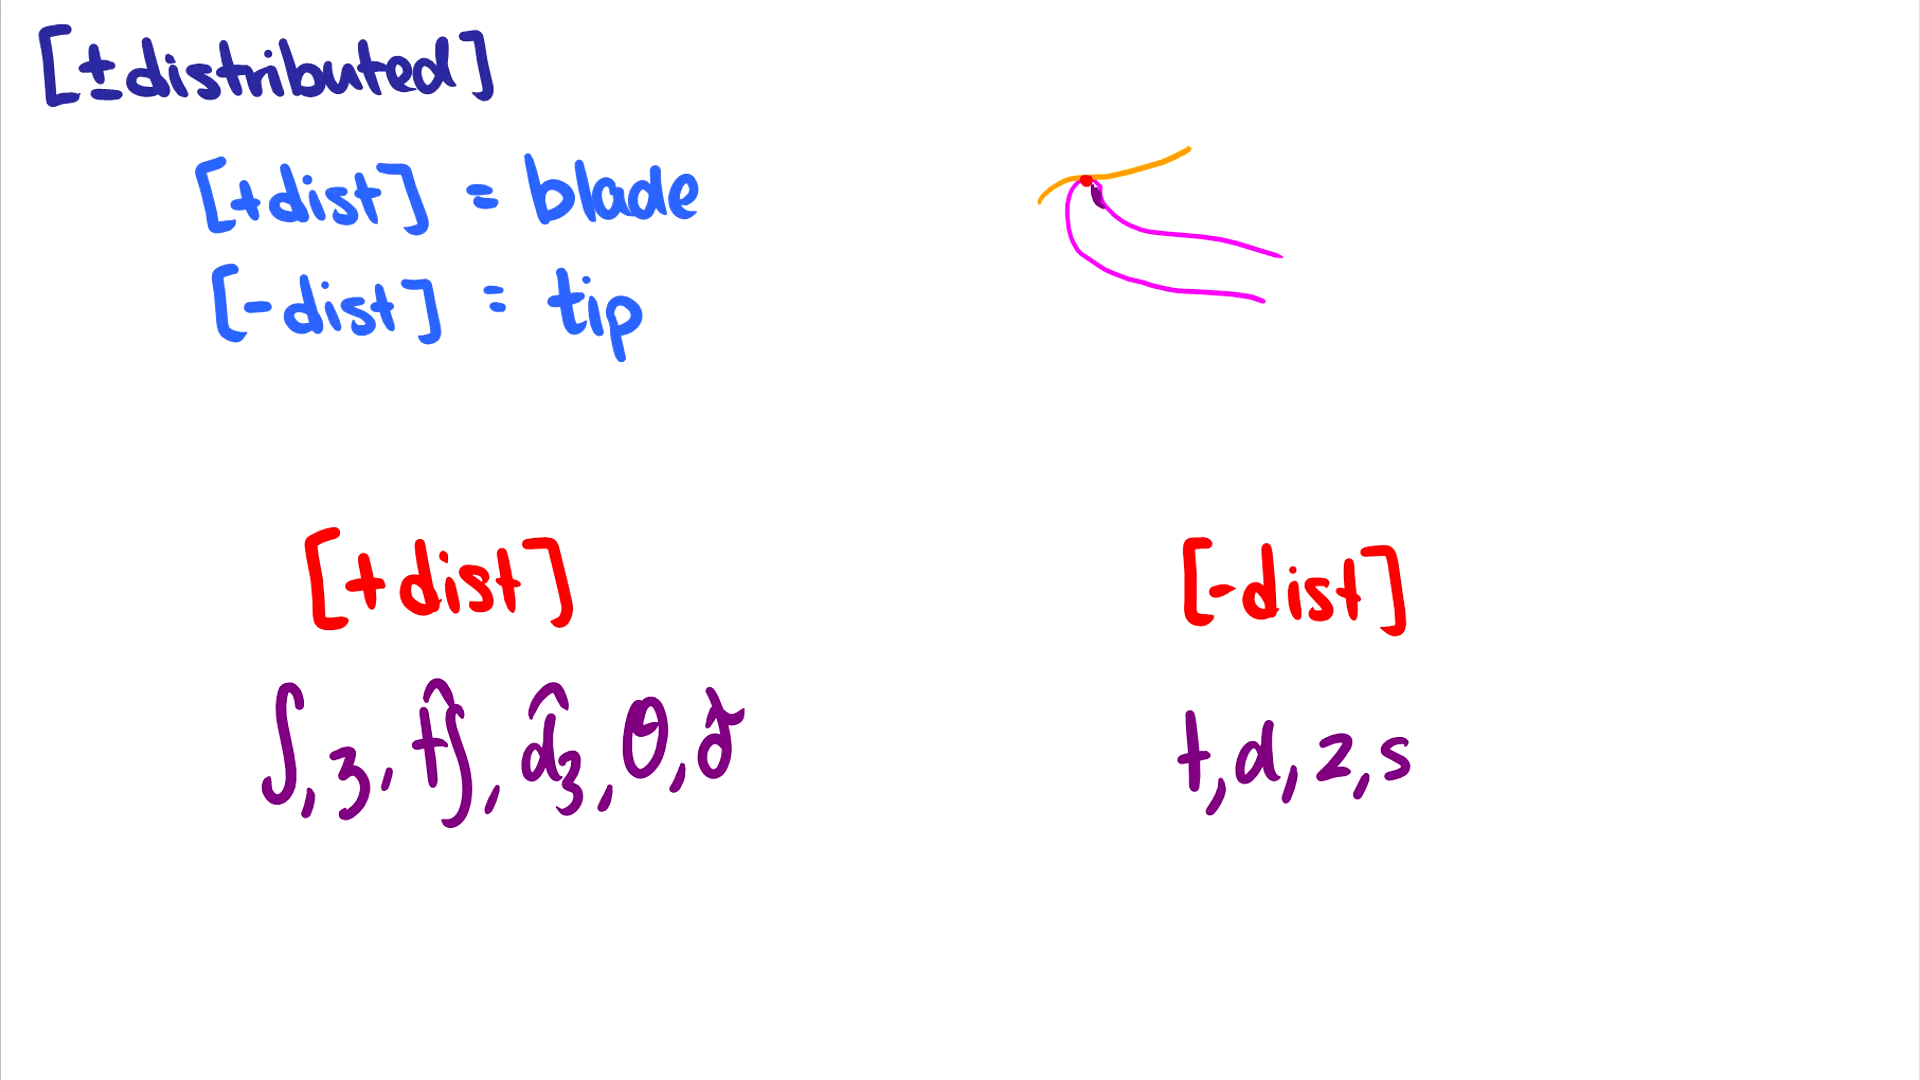 [±distributed]
[+dist] = blade
[-dist] = tip
[+dist]
[-dist]
ʃ, ʒ, t͡ʃ, d͡ʒ, θ, ð
t, d, z, s